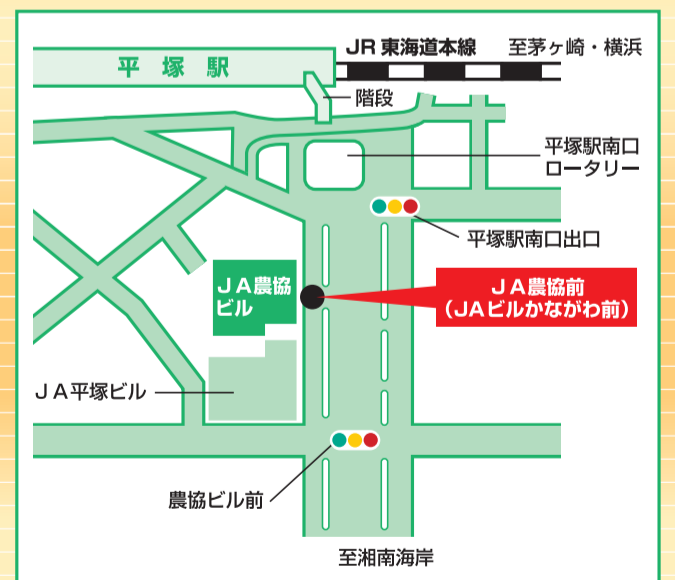 JR東海道本線
至茅ヶ崎・横浜
平塚駅
階段
平塚駅南口
ロータリー
平塚駅南口出口
JA農協
ビル
JA農協前
(JAビルかながわ前)
JA平塚ビル
農協ビル前
至湘南海岸